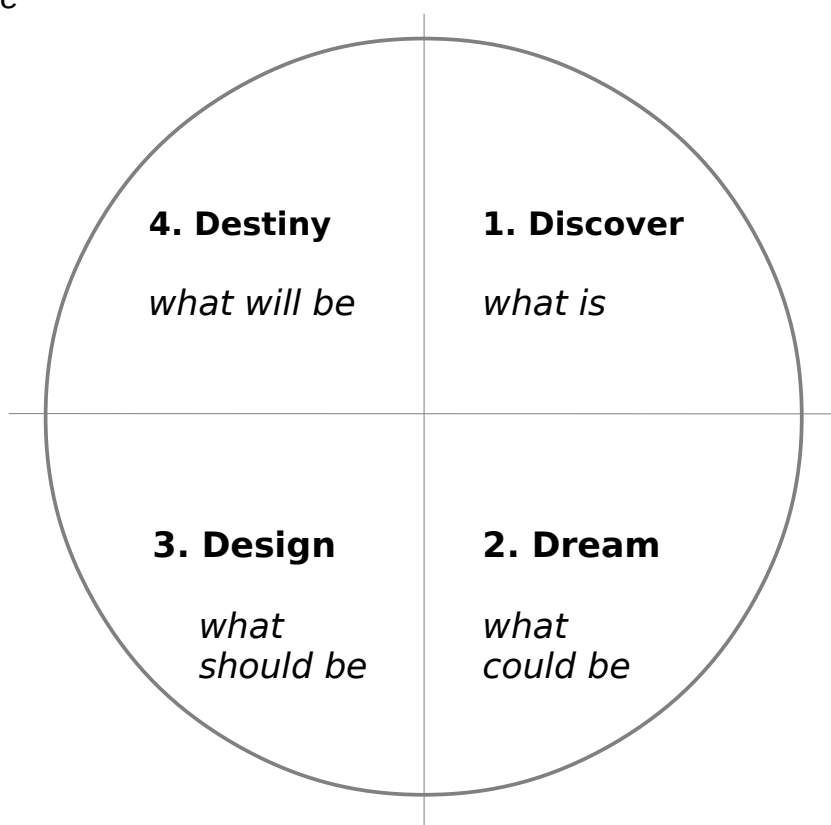 4. Destiny
what will be
1. Discover
what is
3. Design
what
should be
2. Dream
what
could be